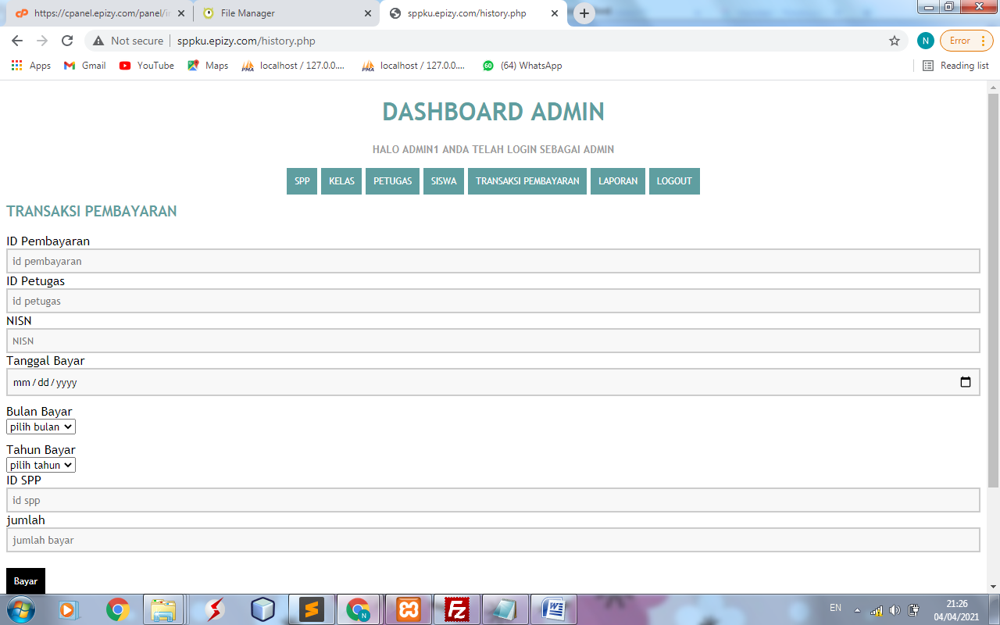 https://cpanel.epizy.com/panel/ir
File Manager
sppku.epizy.com/history.php
Not secure
sppku.epizy.com/history.php
N
Error
Apps
Gmail
YouTube
Maps
localhost / 127.0.0....
localhost / 127.0.0....
60
(64) WhatsApp
Reading list
DASHBOARD ADMIN
HALO ADMIN1 ANDA TELAH LOGIN SEBAGAI ADMIN
SPP KELAS PETUGAS SISWA TRANSAKSI PEMBAYARAN LAPORAN LOGOUT
TRANSAKSI PEMBAYARAN
ID Pembayaran
id pembayaran
ID Petugas
id petugas
NISN
NISN
Tanggal Bayar
mm/dd/yyyy
Bulan Bayar
pilih bulan
Tahun Bayar
pilih tahun
ID SPP
id spp
jumlah
jumlah bayar
Bayar
EN
21:26
04/04/2021